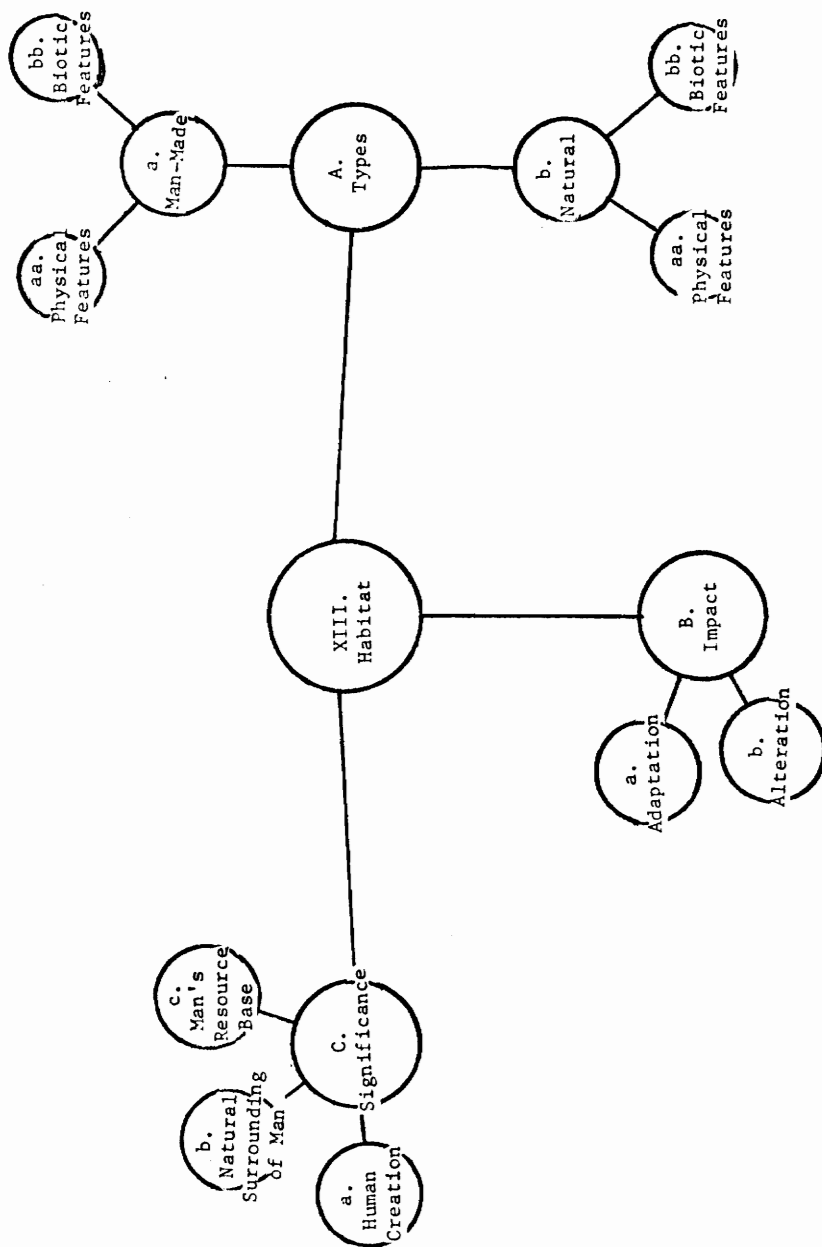 XIII.
Habitat
A.
Types
a.
Man-Made
aa.
Physical
Features
bb.
Biotic
Features
b.
Natural
aa.
Physical
Features
bb.
Biotic
Features
B.
Impact
a.
Adaptation
b.
Alteration
C.
Significance
a.
Human
Creation
b.
Natural
Surrounding
of Man
c.
Man's
Resource
Base